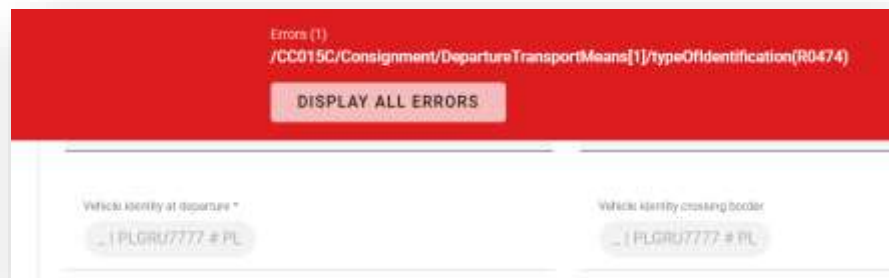 Errors (1)
/CC015C/Consignment/DepartureTransportMeans[1]/typeOfIdentification(R0474)
DISPLAY ALL ERRORS
Vehicle identity at departure * Vehicle identity crossing border
_ | PLGRU7777 # PL _ | PLGRU7777 # PL